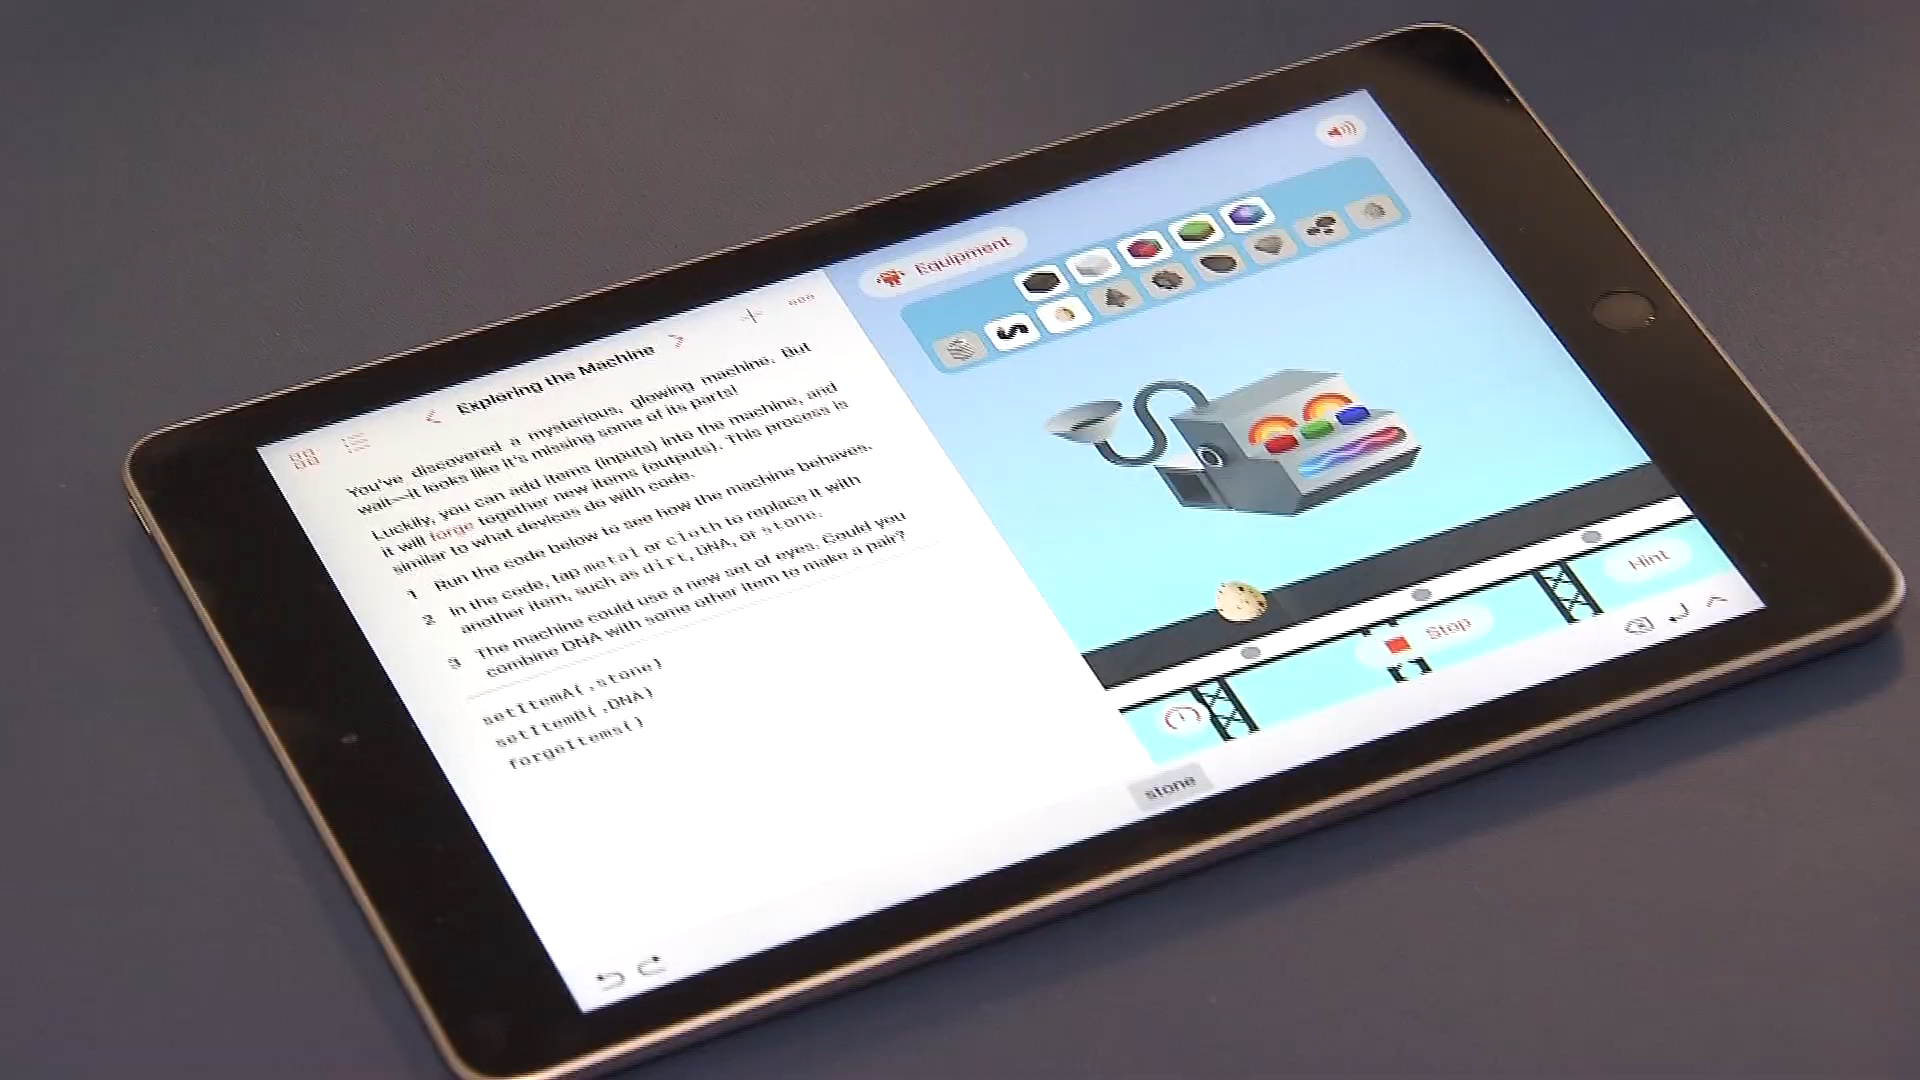 Exploring the Machine
You've discovered a mysterious, glowing machine. But
wait—it looks like it's missing some of its parts!
Luckily, you can add items (inputs) into the machine, and
it will forge together new items (outputs). This process is
similar to what devices do with code.
1 Run the code below to see how the machine behaves.
2 In the code, tap metal or cloth to replace it with
another item, such as dirt, DNA, or stone.
3 The machine could use a new set of eyes. Could you
combine DNA with some other item to make a pair?
setItemA(.stone)
setItemB(.DNA)
forgeItems()
Equipment
Hint
Stop
stone